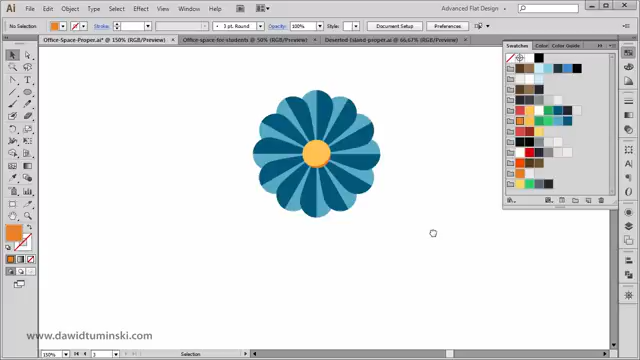 Ai File Edit Object Type Select Effect View Window Help Br Advanced Flat Design
No Selection Stroke: 3 pt. Round Opacity: 100% Style: Document Setup Preferences
Office-Space-Proper.ai* @ 150% (RGB/Preview) Office space for students @ 50% (RGB/Preview) Deserted Island-proper.ai @ 66.67% (RGB/Preview)
Swatches Color Color Guide
www.dawidtuminski.com
150% 3 Selection